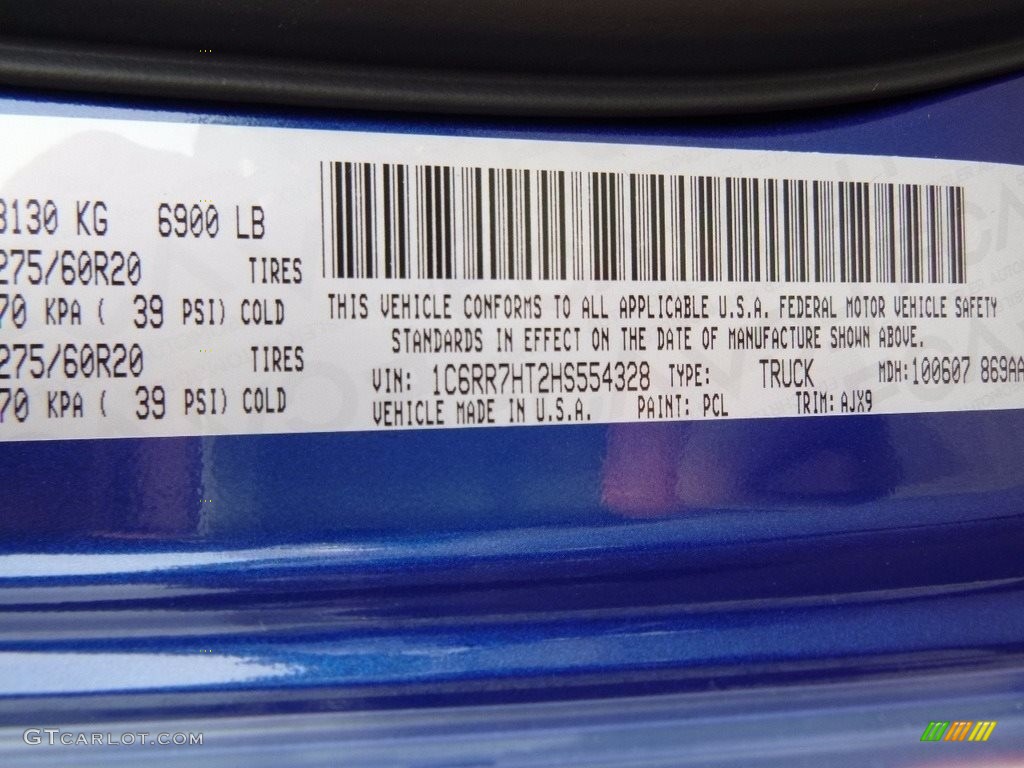 3130 KG 6900 LB
275/60R20 TIRES
70 KPA ( 39 PSI) COLD
275/60R20 TIRES
70 KPA ( 39 PSI) COLD
THIS VEHICLE CONFORMS TO ALL APPLICABLE U.S.A. FEDERAL MOTOR VEHICLE SAFETY
STANDARDS IN EFFECT ON THE DATE OF MANUFACTURE SHOWN ABOVE.
VIN: 1C6RR7HT2HS554328 TYPE: TRUCK MDH:100607 869AA
VEHICLE MADE IN U.S.A. PAINT: PCL TRIM: AJX9
GTCARLOT.COM